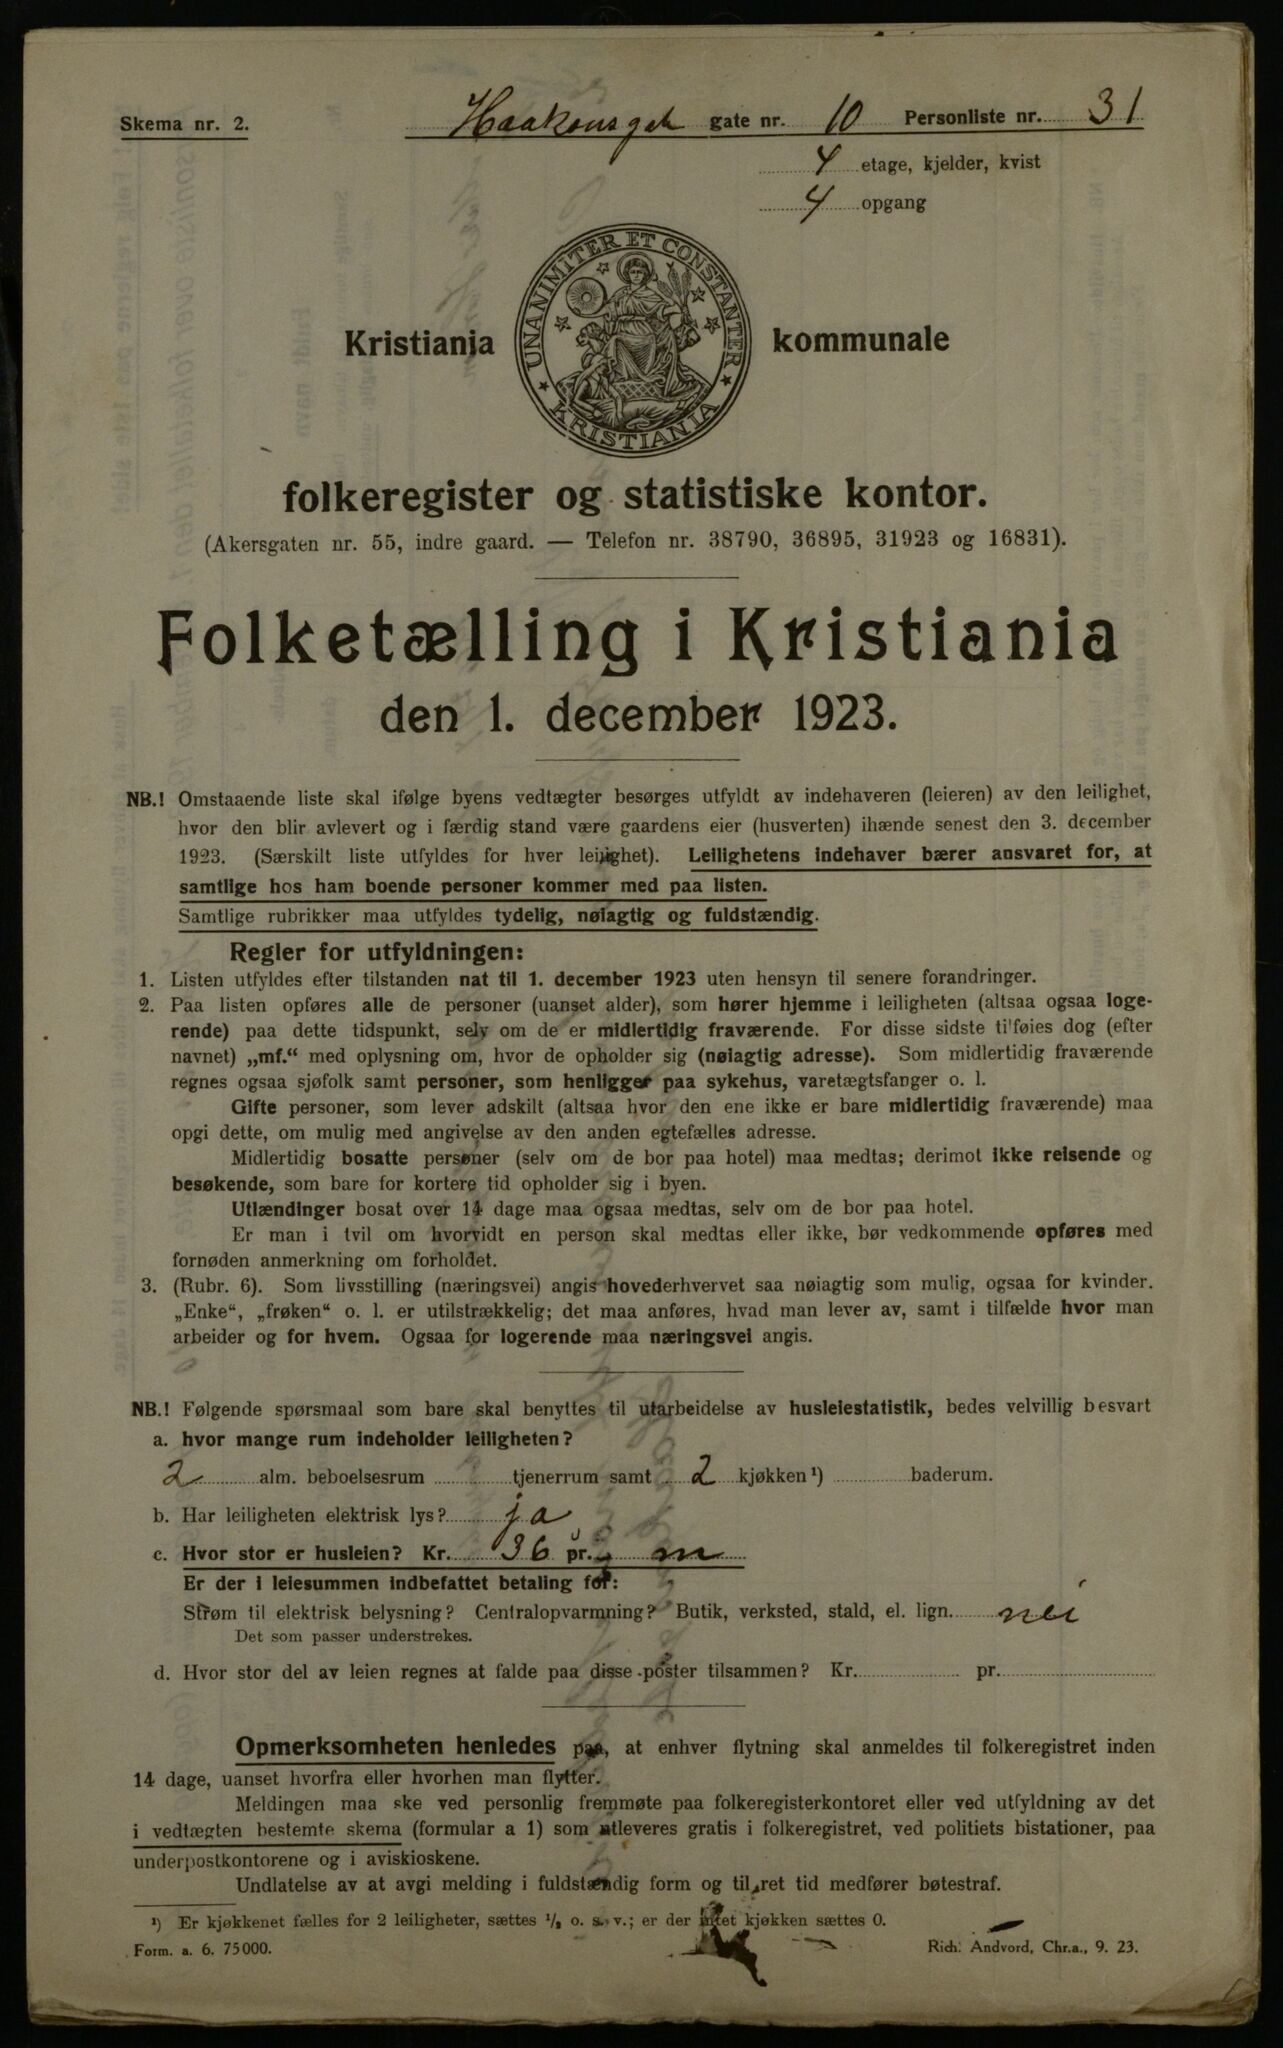 Skema nr. 2.
Haakonsgt gate nr. 10 Personliste nr. 31
4 etage, kjelder, kvist
4 opgang
UNANIMITER ET CONSTANTER
KRISTIANIA
Kristiania kommunale
folkeregister og statistiske kontor.
(Akersgaten nr. 55, indre gaard. — Telefon nr. 38790, 36895, 31923 og 16831).
Folketælling i Kristiania
den 1. december 1923.
NB.! Omstaaende liste skal ifølge byens vedtægter besørges utfyldt av indehaveren (leieren) av den leilighet,
hvor den blir avlevert og i færdig stand være gaardens eier (husverten) ihænde senest den 3. december
1923. (Særskilt liste utfyldes for hver leilighet). Leilighetens indehaver bærer ansvaret for, at
samtlige hos ham boende personer kommer med paa listen.
Samtlige rubrikker maa utfyldes tydelig, nøiagtig og fuldstændig.
Regler for utfyldningen:
1. Listen utfyldes efter tilstanden nat til 1. december 1923 uten hensyn til senere forandringer.
2. Paa listen opføres alle de personer (uanset alder), som hører hjemme i leiligheten (altsaa ogsaa loge-
rende) paa dette tidspunkt, selv om de er midlertidig fraværende. For disse sidste tilføies dog (efter
navnet) „mf.“ med oplysning om, hvor de opholder sig (nøiagtig adresse). Som midlertidig fraværende
regnes ogsaa sjøfolk samt personer, som henligger paa sykehus, varetægtsfanger o. l.
Gifte personer, som lever adskilt (altsaa hvor den ene ikke er bare midlertidig fraværende) maa
opgi dette, om mulig med angivelse av den anden egtefælles adresse.
Midlertidig bosatte personer (selv om de bor paa hotel) maa medtas; derimot ikke reisende og
besøkende, som bare for kortere tid opholder sig i byen.
Utlændinger bosat over 14 dage maa ogsaa medtas, selv om de bor paa hotel.
Er man i tvil om hvorvidt en person skal medtas eller ikke, bør vedkommende opføres med
fornøden anmerkning om forholdet.
3. (Rubr. 6). Som livsstilling (næringsvei) angis hovederhvervet saa nøiagtig som mulig, ogsaa for kvinder.
„Enke“, „frøken“ o. l. er utilstrækkelig; det maa anføres, hvad man lever av, samt i tilfælde hvor man
arbeider og for hvem. Ogsaa for logerende maa næringsvei angis.
NB.! Følgende spørsmaal som bare skal benyttes til utarbeidelse av husleiestatistik, bedes velvillig besvart
a. hvor mange rum indeholder leiligheten?
2 alm. beboelsesrum tjenerrum samt 2 kjøkken¹) baderum.
b. Har leiligheten elektrisk lys? ja
c. Hvor stor er husleien? Kr. 36 pr. m
Er der i leiesummen indbefattet betaling for:
Strøm til elektrisk belysning? Centralopvarmning? Butik, verksted, stald, el. lign. nei
Det som passer understrekes.
d. Hvor stor del av leien regnes at falde paa disse poster tilsammen? Kr. pr.
Opmerksomheten henledes paa, at enhver flytning skal anmeldes til folkeregistret inden
14 dage, uanset hvorfra eller hvorhen man flytter.
Meldingen maa ske ved personlig fremmøte paa folkeregisterkontoret eller ved utfyldning av det
i vedtægten bestemte skema (formular a 1) som utleveres gratis i folkeregistret, ved politiets bistationer, paa
underpostkontorene og i aviskioskene.
Undlatelse av at avgi melding i fuldstændig form og til ret tid medfører bøtestraf.
¹) Er kjøkkenet fælles for 2 leiligheter, sættes ½ o. s. v.; er der intet kjøkken sættes 0.
Form. a. 6. 75000. Rich. Andvord, Chr.a., 9. 23.